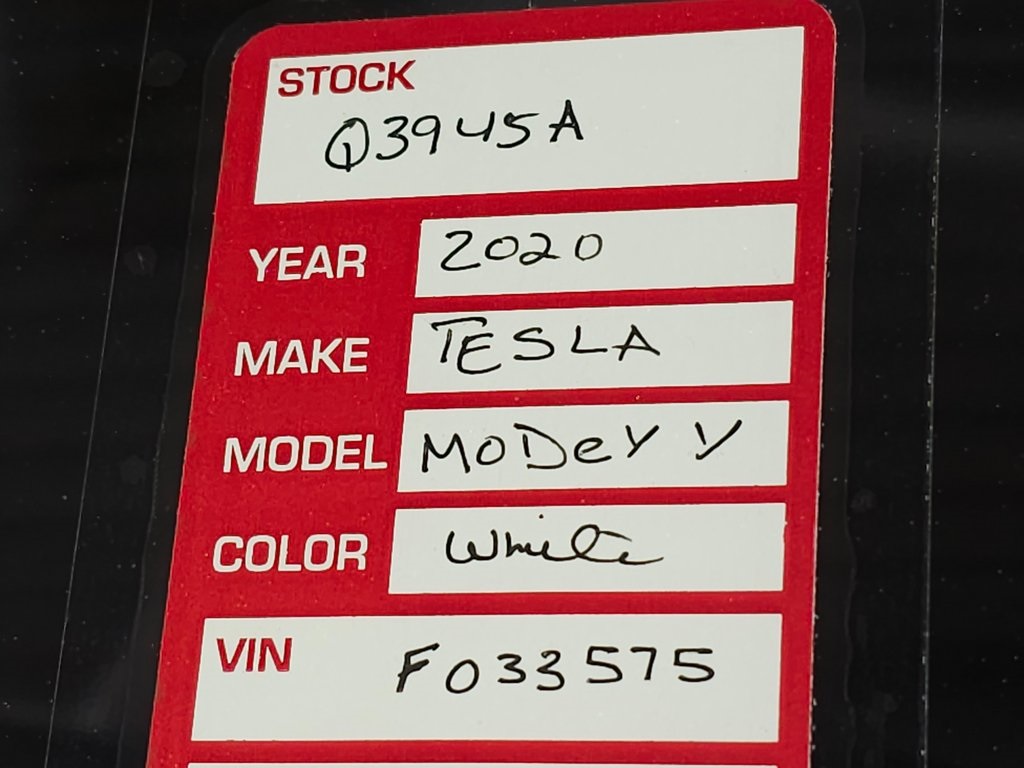 STOCK
Q3945A
YEAR 2020
MAKE TESLA
MODEL MODeY Y
COLOR White
VIN F033575